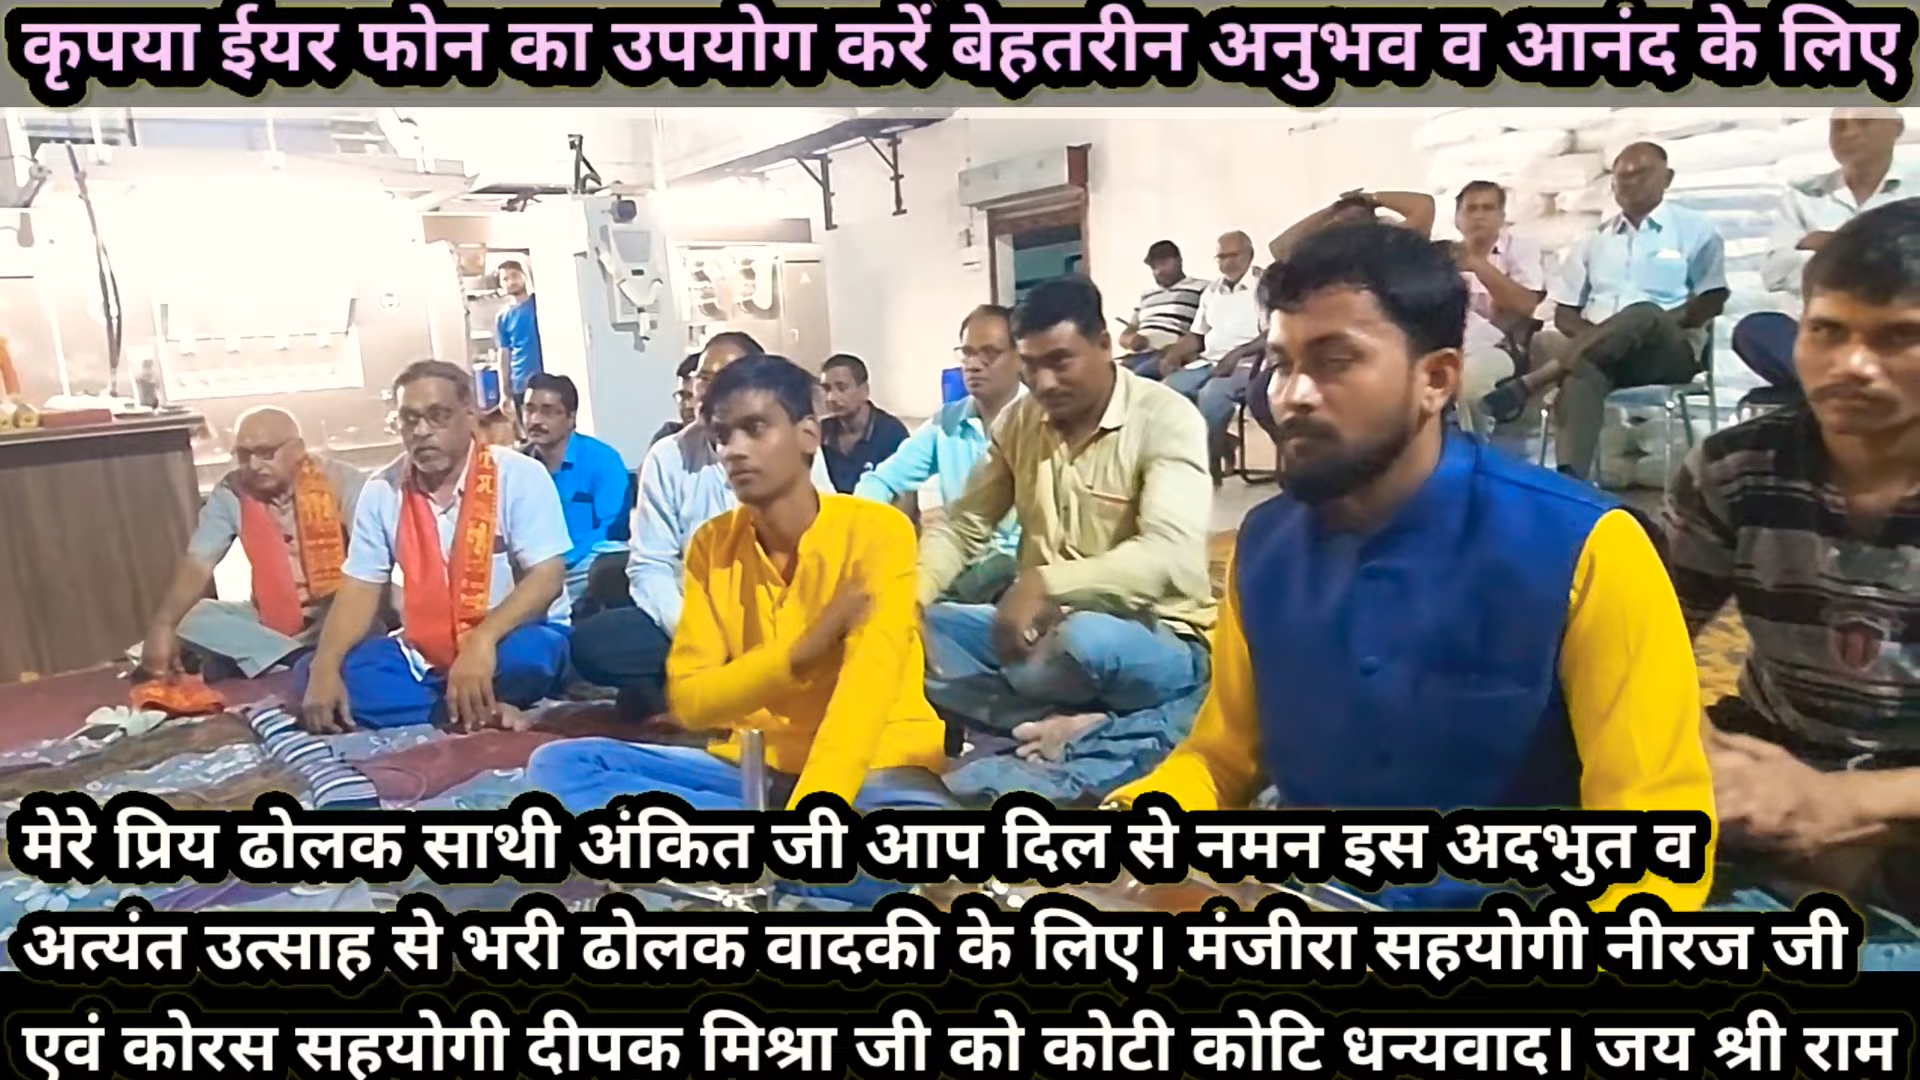 कृपया ईयर फोन का उपयोग करें बेहतरीन अनुभव व आनंद के लिए
मेरे प्रिय ढोलक साथी अंकित जी आप दिल से नमन इस अदभुत व
अत्यंत उत्साह से भरी ढोलक वादकी के लिए। मंजीरा सहयोगी नीरज जी
एवं कोरस सहयोगी दीपक मिश्रा जी को कोटी कोटि धन्यवाद। जय श्री राम